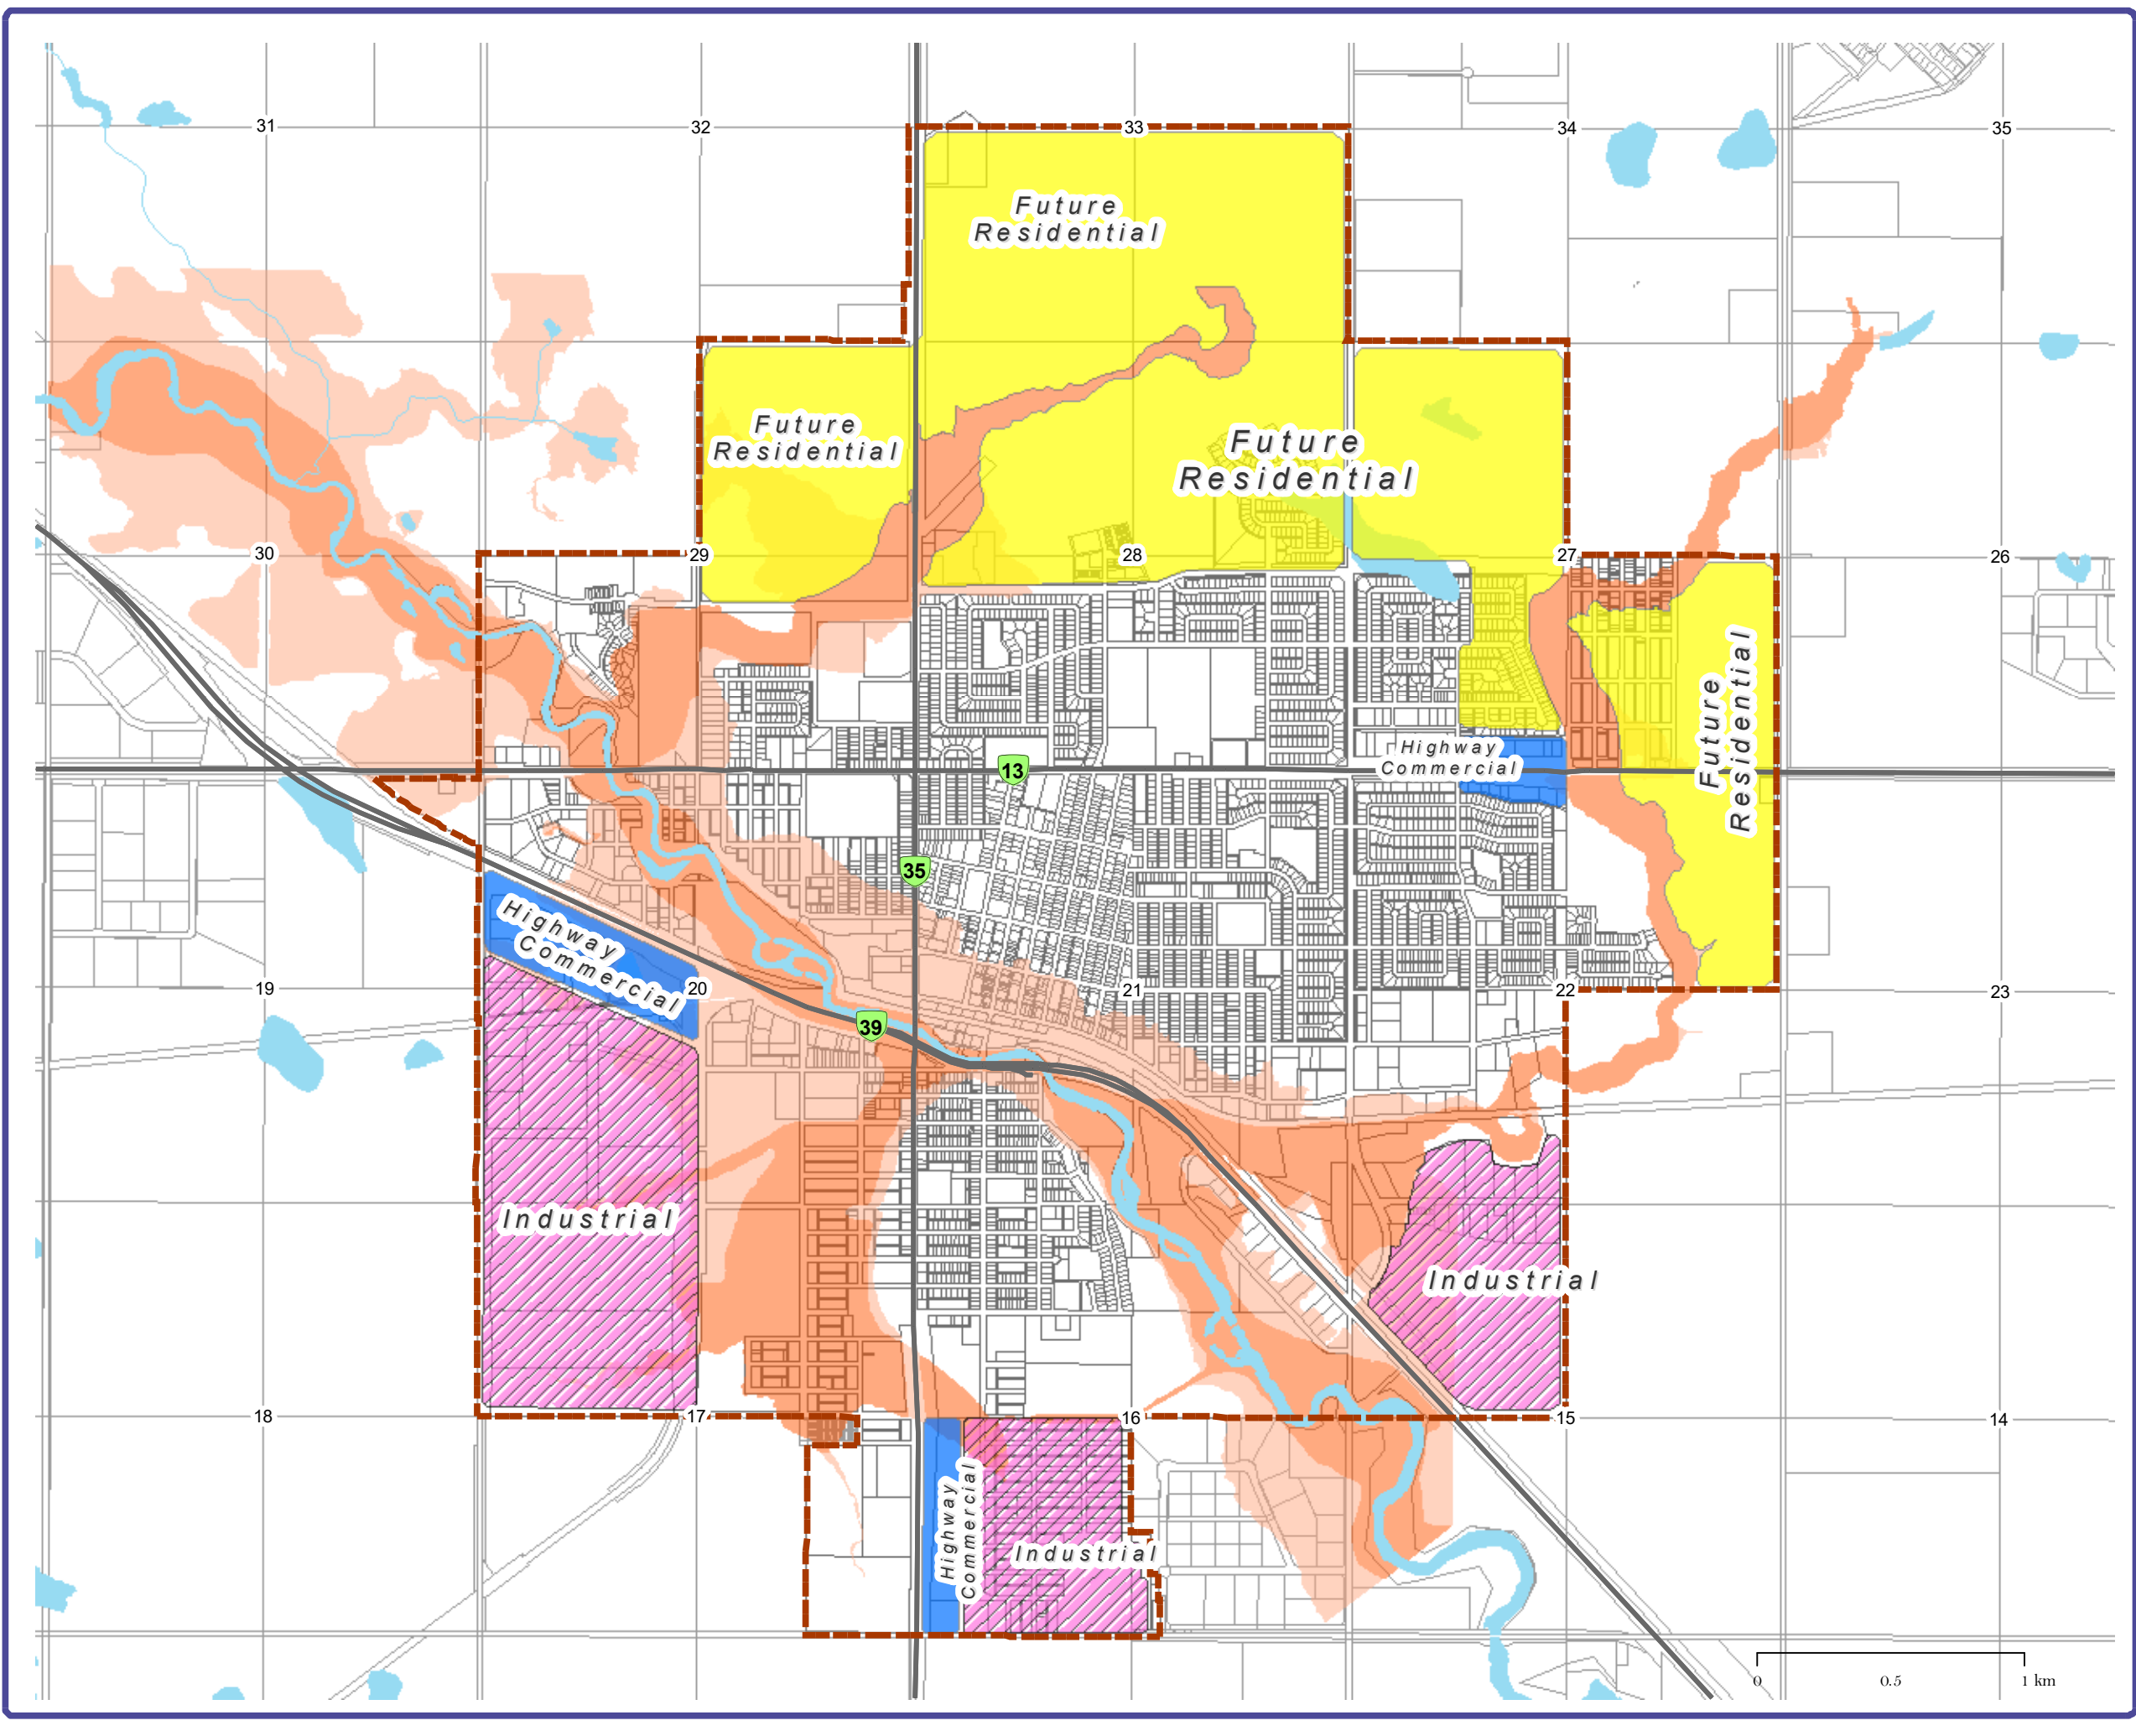 31
32
33
34
35
Future
Residential
Future
Residential
Future
Residential
30
29
28
27
26
Future
Residential
Highway
Commercial
13
35
Highway
Commercial
19
20
21
22
23
39
Industrial
Industrial
18
17
16
15
14
Highway
Commercial
Industrial
0
0.5
1 km